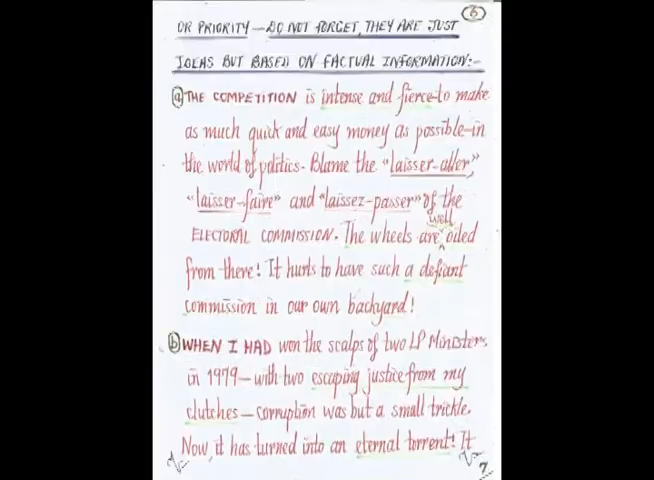 6
OR PRIORITY — DO NOT FORGET, THEY ARE JUST
IDEAS BUT BASED ON FACTUAL INFORMATION:-
(a) THE COMPETITION is intense and fierce to make
as much quick and easy money as possible-in
the world of politics. Blame the "laisser-aller,"
"laisser-faire" and "laissez-passer" of the
ELECTORAL COMMISSION. The wheels are well oiled
from there! It hurts to have such a defiant
commission in our own backyard!
(b) WHEN I HAD won the scalps of two LP Ministers
in 1979—with two escaping justice from my
clutches—corruption was but a small trickle.
Now, it has turned into an eternal torrent! It
7